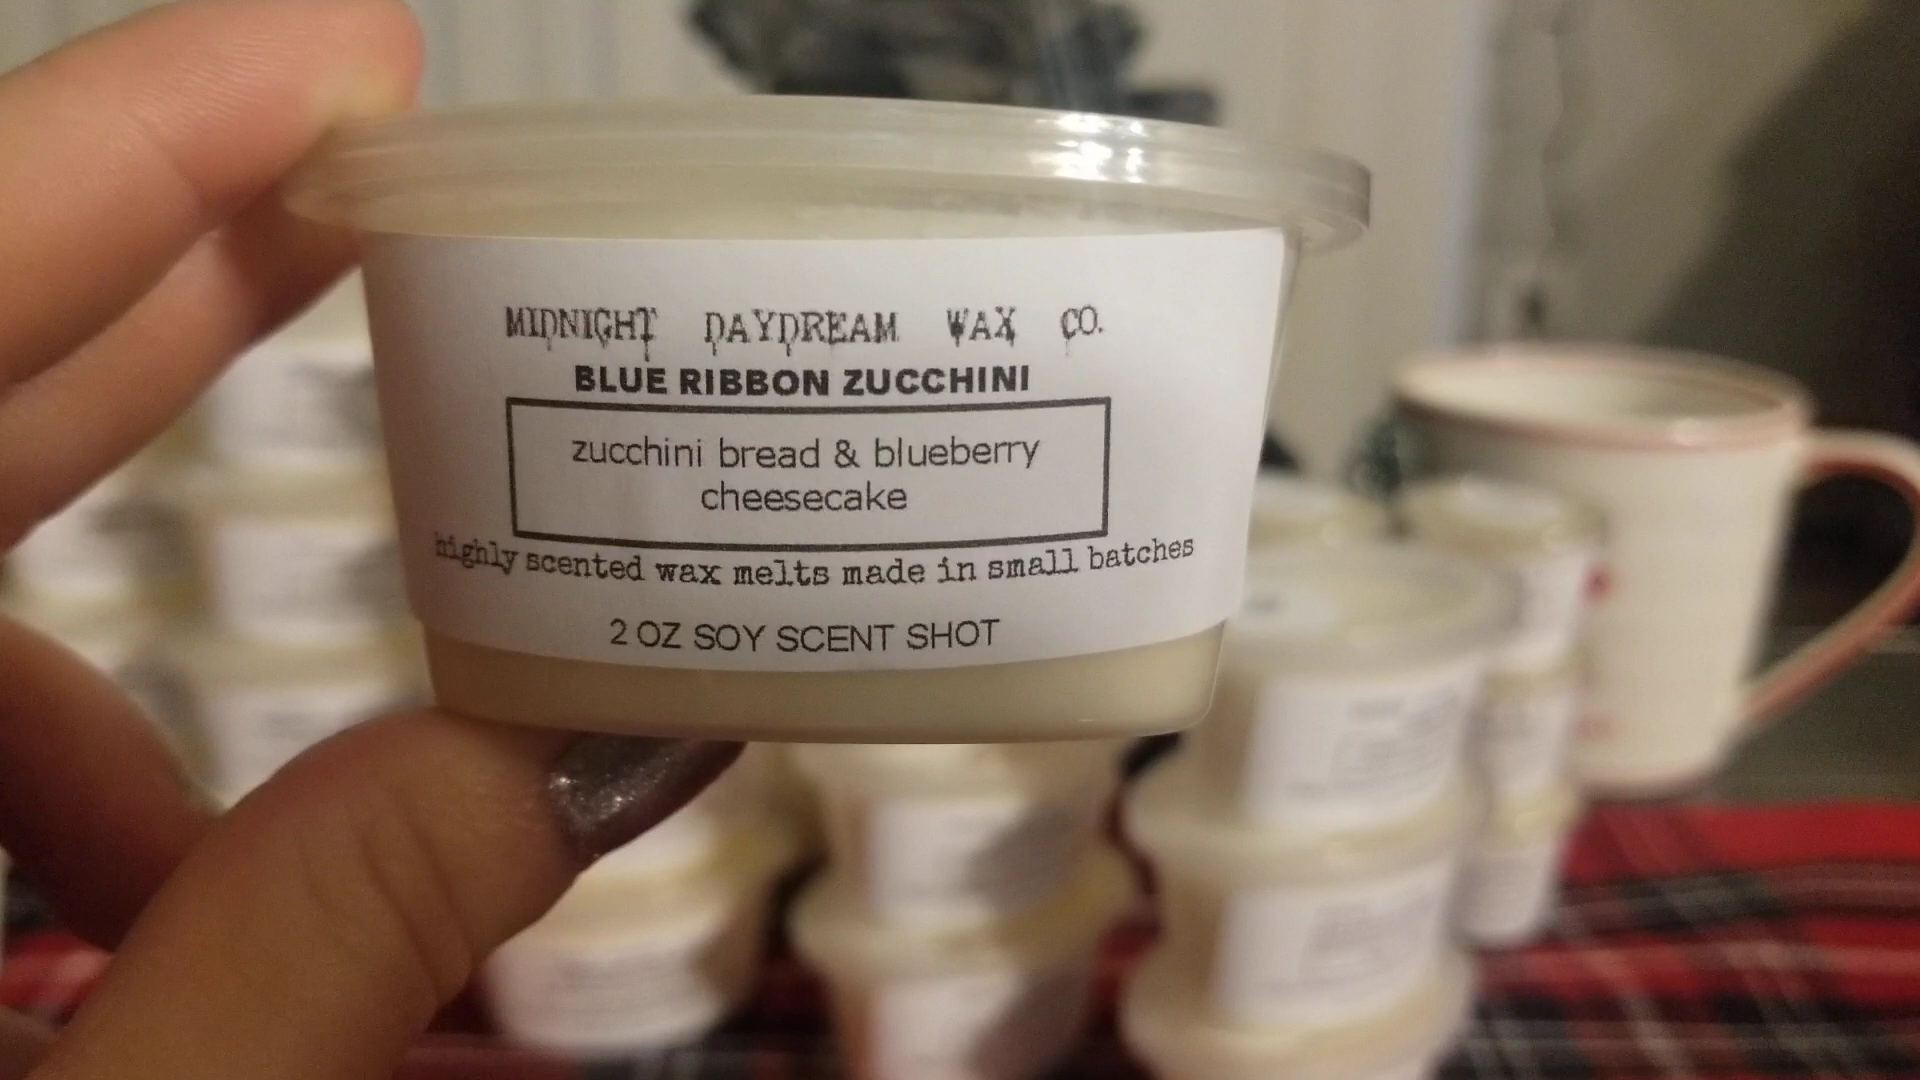 MIDNIGHT DAYDREAM WAX CO.
BLUE RIBBON ZUCCHINI
zucchini bread & blueberry
cheesecake
highly scented wax melts made in small batches
2 OZ SOY SCENT SHOT